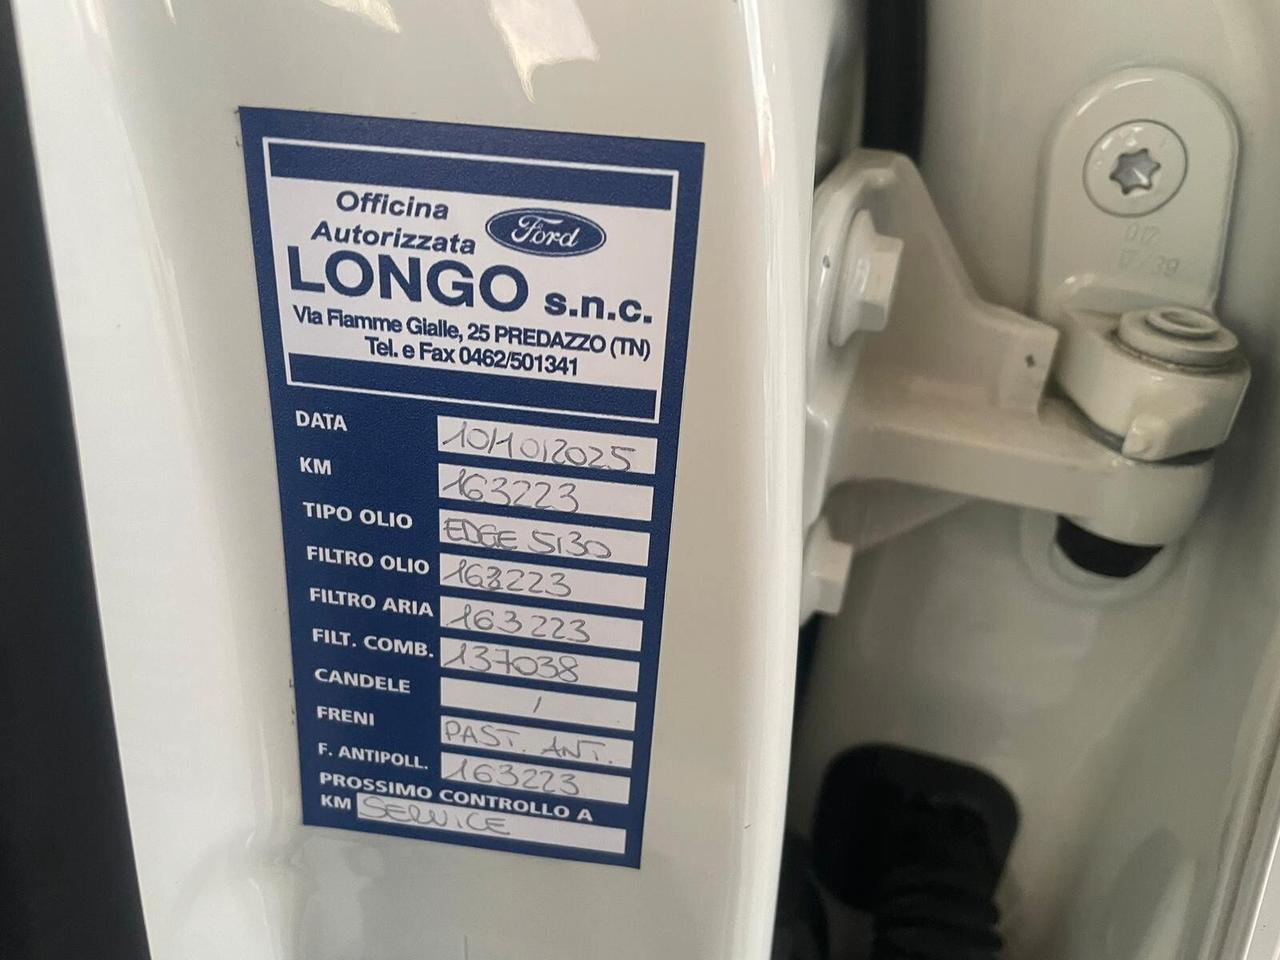 Officina
Autorizzata
Ford
LONGO s.n.c.
Via Fiamme Gialle, 25 PREDAZZO (TN)
Tel. e Fax 0462/501341
DATA 10/10/2025
KM 163223
TIPO OLIO EDGE 5/30
FILTRO OLIO 163223
FILTRO ARIA 163223
FILT. COMB. 137038
CANDELE /
FRENI PAST. ANT.
F. ANTIPOLL. 163223
PROSSIMO CONTROLLO A
KM SERVICE